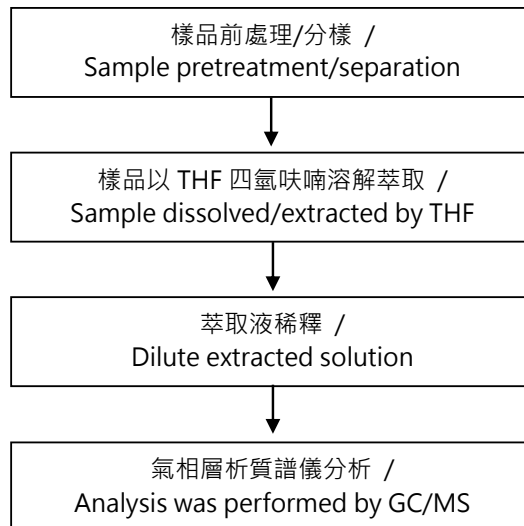 樣品前處理/分樣 /
Sample pretreatment/separation
樣品以 THF 四氫呋喃溶解萃取 /
Sample dissolved/extracted by THF
萃取液稀釋 /
Dilute extracted solution
氣相層析質譜儀分析 /
Analysis was performed by GC/MS